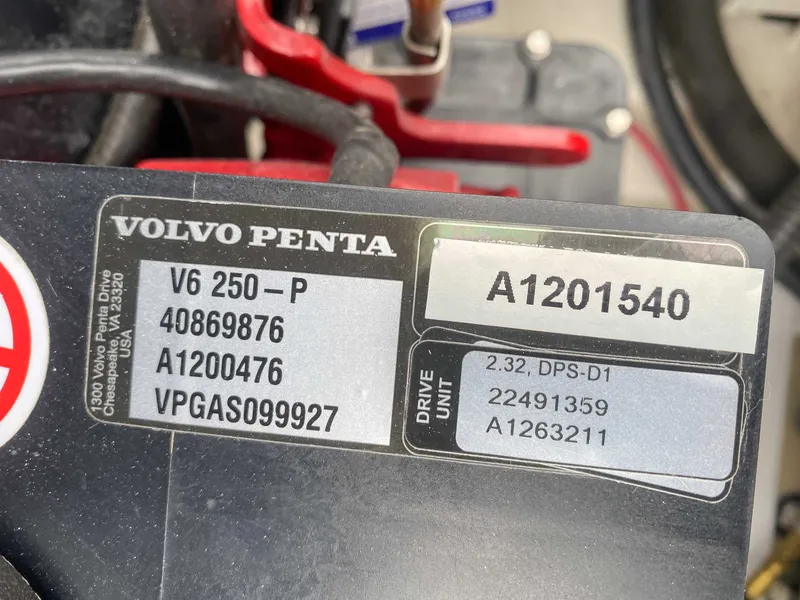 VOLVO PENTA
V6 250-P
40869876
A1200476
VPGAS099927
1300 Volvo Penta Drive
Chesapeake, VA 23320
USA
A1201540
DRIVE
UNIT
2.32, DPS-D1
22491359
A1263211